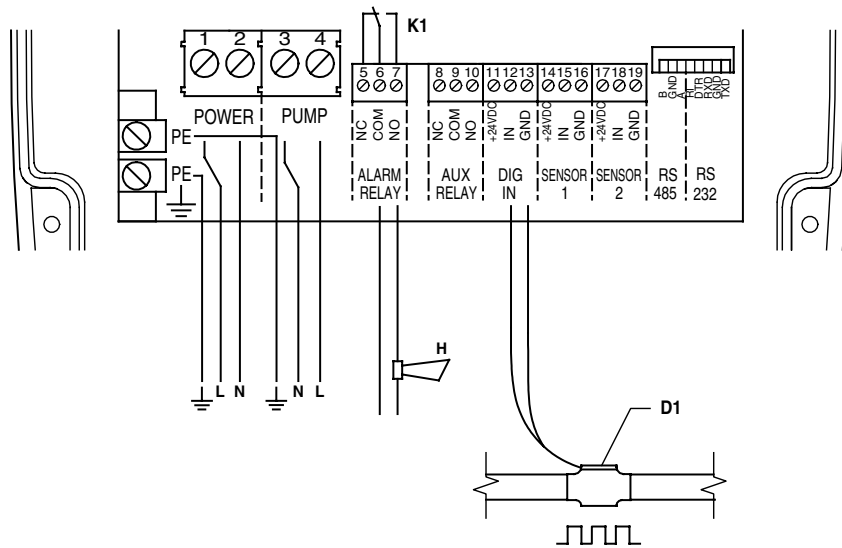 K1
1 2 3 4
5 6 7
8 9 10 11 12 13 14 15 16 17 18 19
POWER PUMP
PE
PE
NC COM NO
NC COM NO
+24VDC IN GND
+24VDC IN GND
+24VDC IN GND
B GND A RI DTR RXD GND TXD
ALARM RELAY
AUX RELAY
DIG IN
SENSOR 1
SENSOR 2
RS 485
RS 232
H
L N N L
D1